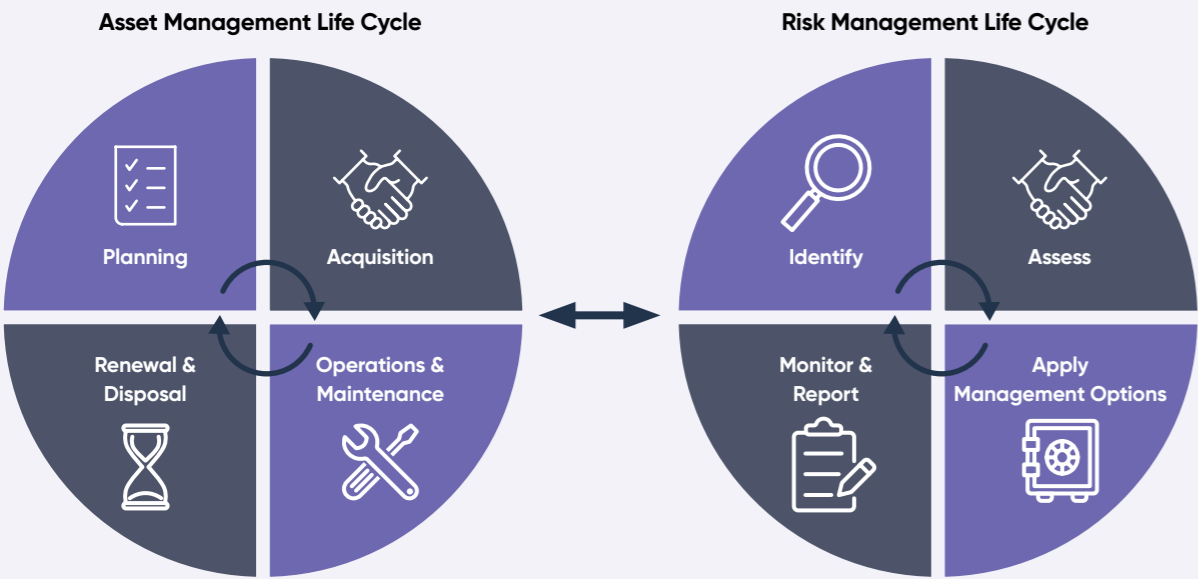 Asset Management Life Cycle
Planning
Acquisition
Renewal &
Disposal
Operations &
Maintenance
Risk Management Life Cycle
Identify
Assess
Monitor &
Report
Apply
Management Options